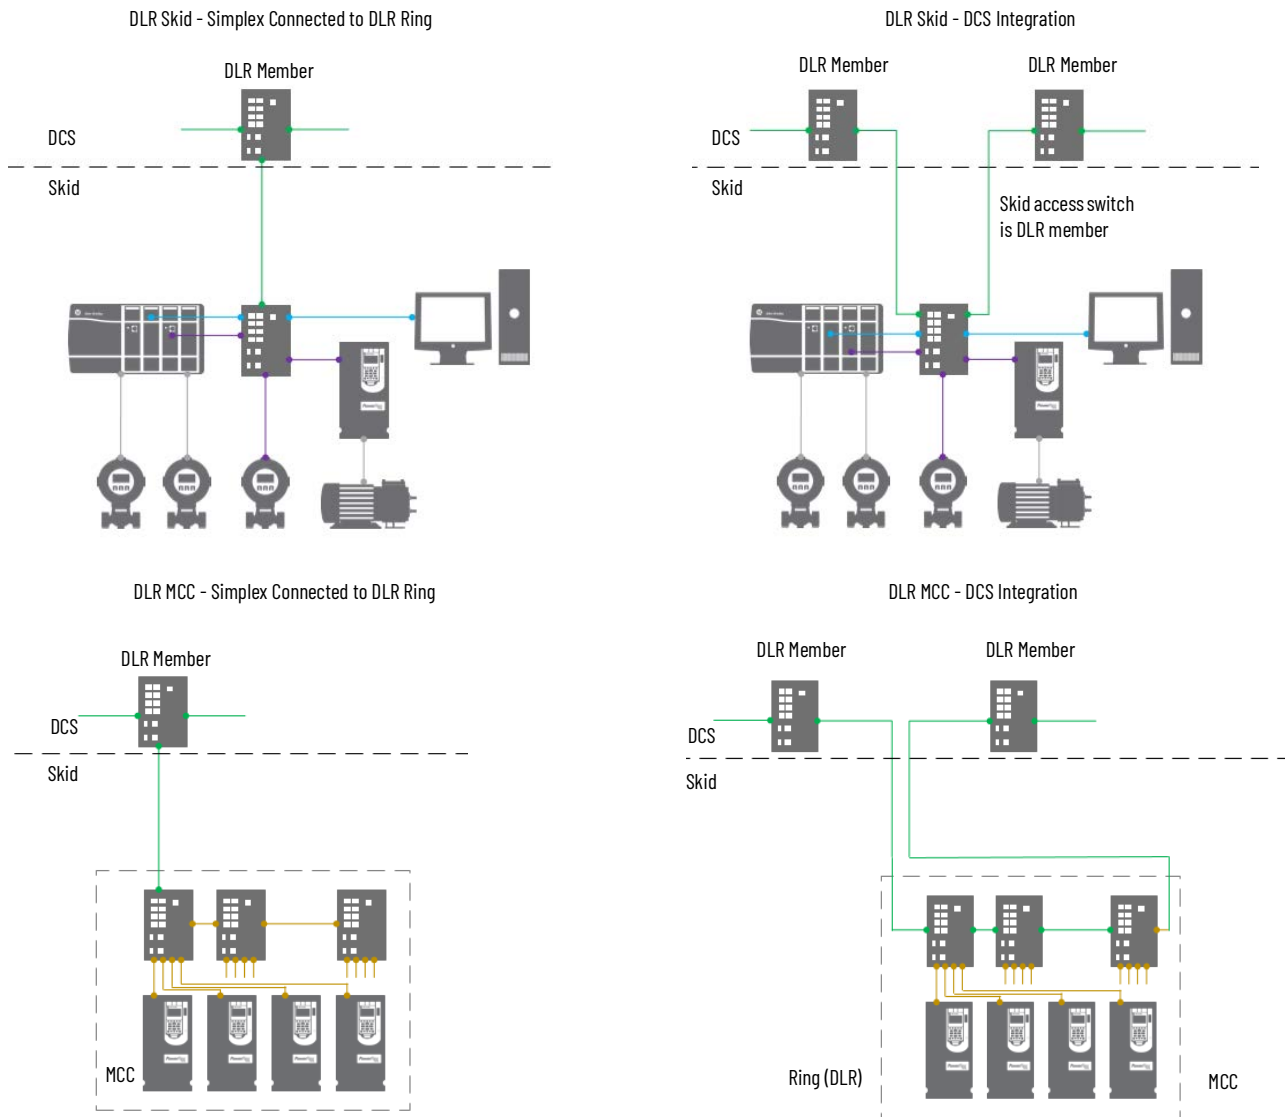 DLR Skid - Simplex Connected to DLR Ring
DLR Member
DCS
Skid
DLR Skid - DCS Integration
DLR Member
DLR Member
DCS
Skid
Skid access switch
is DLR member
DLR MCC - Simplex Connected to DLR Ring
DLR Member
DCS
Skid
MCC
DLR MCC - DCS Integration
DLR Member
DLR Member
DCS
Skid
Ring (DLR)
MCC